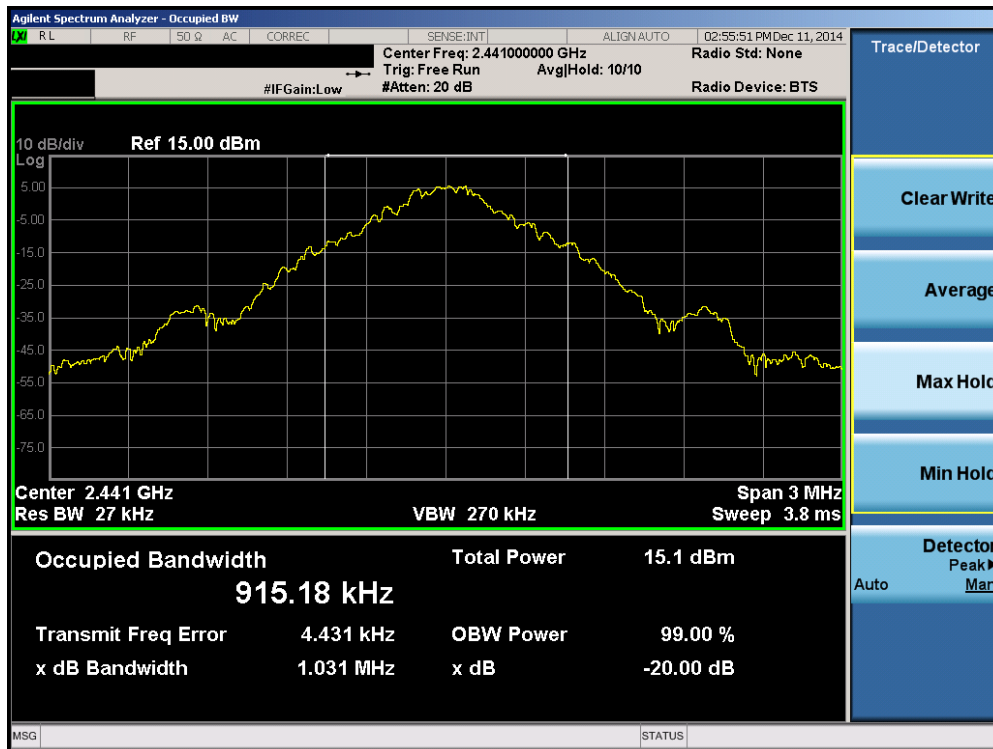 Agilent Spectrum Analyzer - Occupied BW
LXI RL RF 50 Ω AC CORREC SENSE:INT ALIGN AUTO 02:55:51 PM Dec 11, 2014
Center Freq: 2.441000000 GHz Radio Std: None
Trig: Free Run Avg|Hold: 10/10
#IFGain:Low #Atten: 20 dB Radio Device: BTS
10 dB/div Ref 15.00 dBm
Log
5.00
-5.00
-15.0
-25.0
-35.0
-45.0
-55.0
-65.0
-75.0
Center 2.441 GHz Span 3 MHz
Res BW 27 kHz VBW 270 kHz Sweep 3.8 ms
Occupied Bandwidth Total Power 15.1 dBm
915.18 kHz
Transmit Freq Error 4.431 kHz OBW Power 99.00 %
x dB Bandwidth 1.031 MHz x dB -20.00 dB
MSG STATUS
Trace/Detector
Clear Write
Average
Max Hold
Min Hold
Detector
Peak
Auto Man